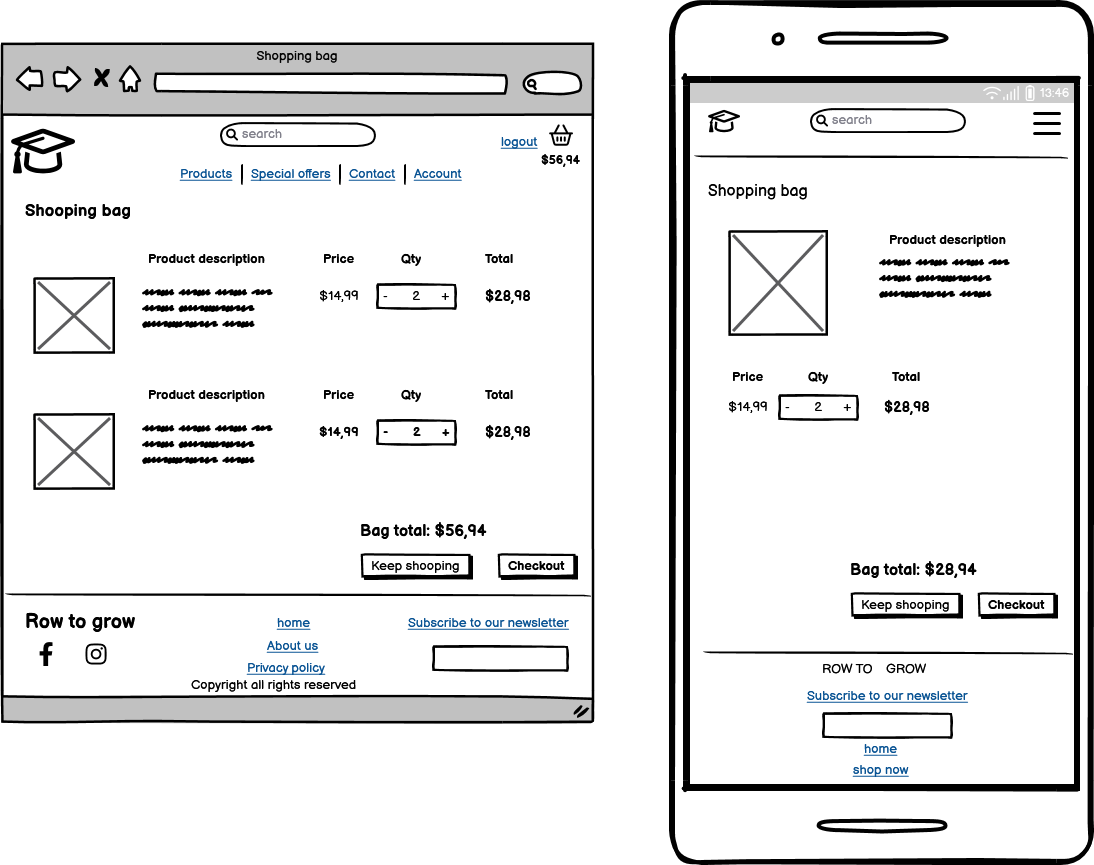 Shopping bag
search
logout
$56,94
Products
Special offers
Contact
Account
Shooping bag
Product description Price Qty Total
$14,99 - 2 + $28,98
Product description Price Qty Total
$14,99 - 2 + $28,98
Bag total: $56,94
Keep shooping Checkout
Row to grow
home
About us
Privacy policy
Copyright all rights reserved
Subscribe to our newsletter
13:46
search
Shopping bag
Product description
Price Qty Total
$14,99 - 2 + $28,98
Bag total: $28,94
Keep shooping Checkout
ROW TO GROW
Subscribe to our newsletter
home
shop now